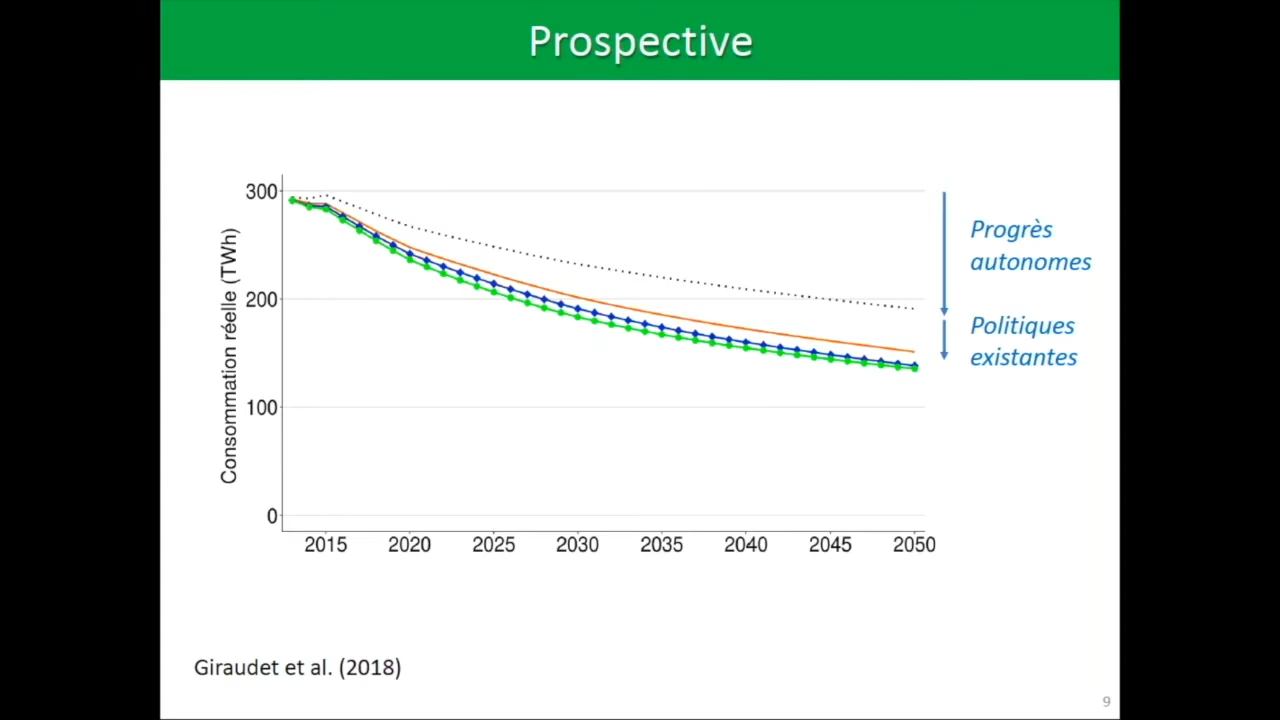 Prospective
300
200
100
0
Consommation réelle (TWh)
2015 2020 2025 2030 2035 2040 2045 2050
Progrès
autonomes
Politiques
existantes
Giraudet et al. (2018)
9